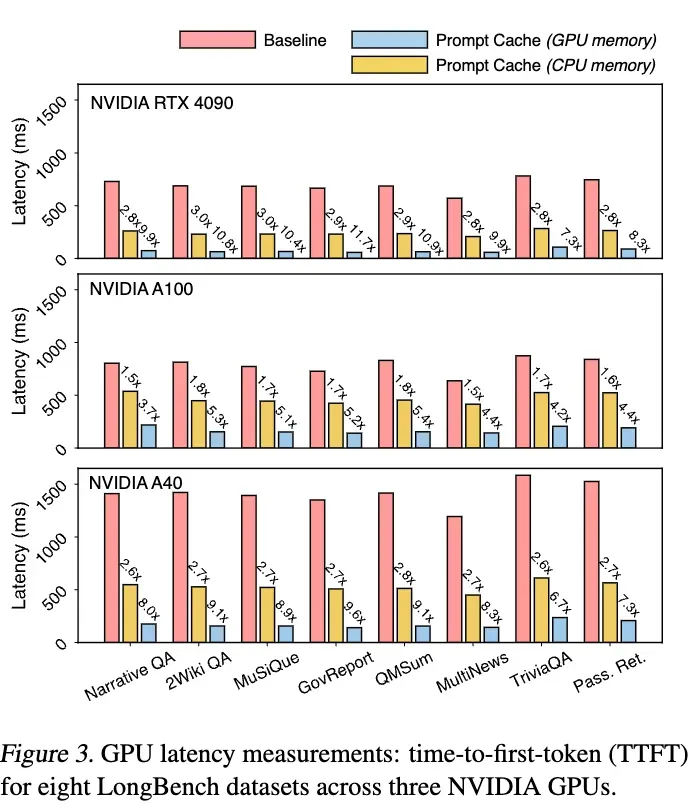 Baseline
Prompt Cache (GPU memory)
Prompt Cache (CPU memory)
NVIDIA RTX 4090
Latency (ms)
1500
1000
500
0
2.8x 9.9x 3.0x 10.8x 3.0x 10.4x 2.9x 11.7x 2.9x 10.9x 2.8x 9.9x 2.8x 7.3x 2.8x 8.3x
NVIDIA A100
Latency (ms)
1500
1000
500
0
1.5x 3.7x 1.8x 5.3x 1.7x 5.1x 1.7x 5.2x 1.8x 5.4x 1.5x 4.4x 1.7x 4.2x 1.6x 4.4x
NVIDIA A40
Latency (ms)
1500
1000
500
0
2.6x 8.0x 2.7x 9.1x 2.7x 8.9x 2.7x 9.6x 2.8x 9.1x 2.7x 8.3x 2.6x 6.7x 2.7x 7.3x
Narrative QA 2Wiki QA MuSiQue GovReport QMSum MultiNews TriviaQA Pass. Ret.
Figure 3. GPU latency measurements: time-to-first-token (TTFT)
for eight LongBench datasets across three NVIDIA GPUs.